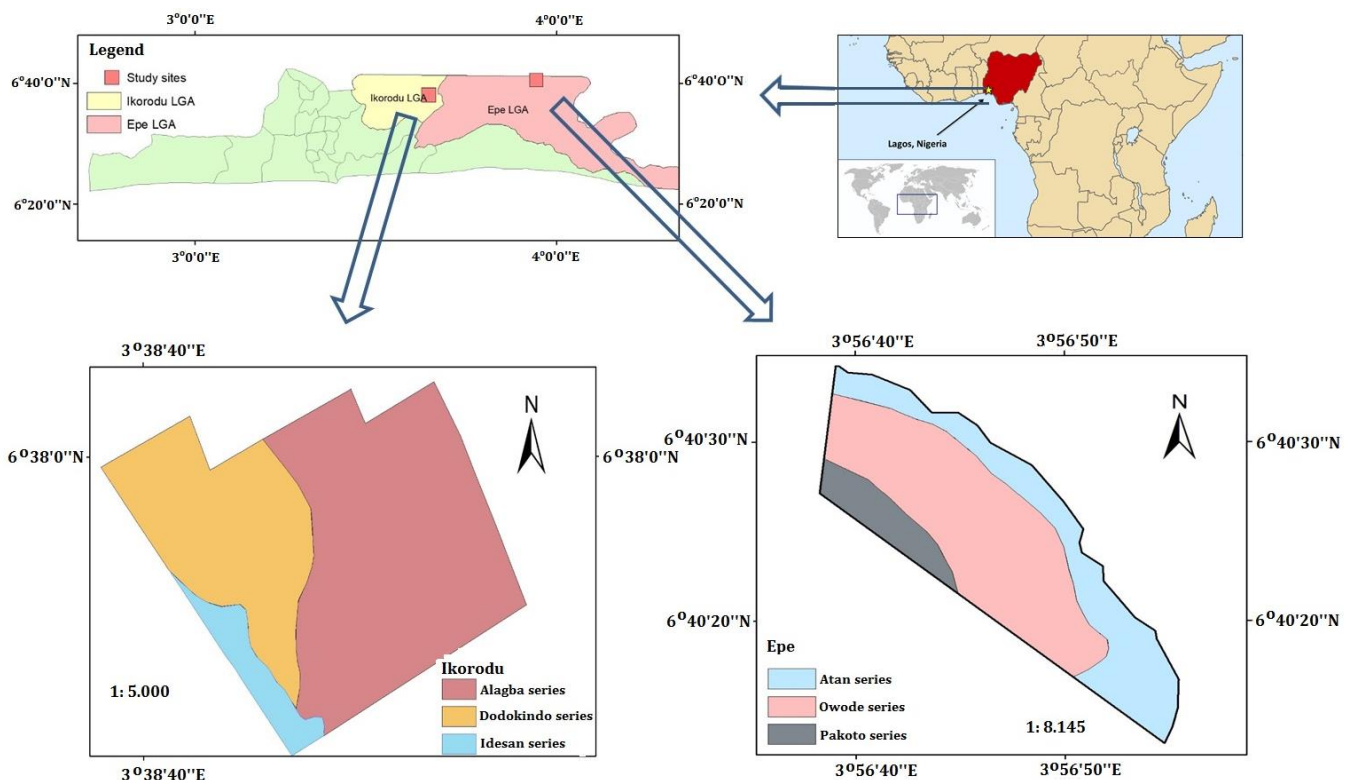 3°0'0"E
4°0'0"E
Legend
Study sites
Ikorodu LGA
Epe LGA
6°40'0''N
6°40'0''N
Ikorodu LGA
Epe LGA
6°20'0''N
6°20'0''N
3°0'0"E
4°0'0"E
Lagos, Nigeria
3°38'40''E
N
6°38'0''N
6°38'0''N
1: 5.000
Ikorodu
Alagba series
Dodokindo series
Idesan series
3°38'40''E
3°56'40''E
3°56'50''E
N
6°40'30''N
6°40'30''N
6°40'20''N
6°40'20''N
Epe
Atan series
Owode series
Pakoto series
1: 8.145
3°56'40''E
3°56'50''E